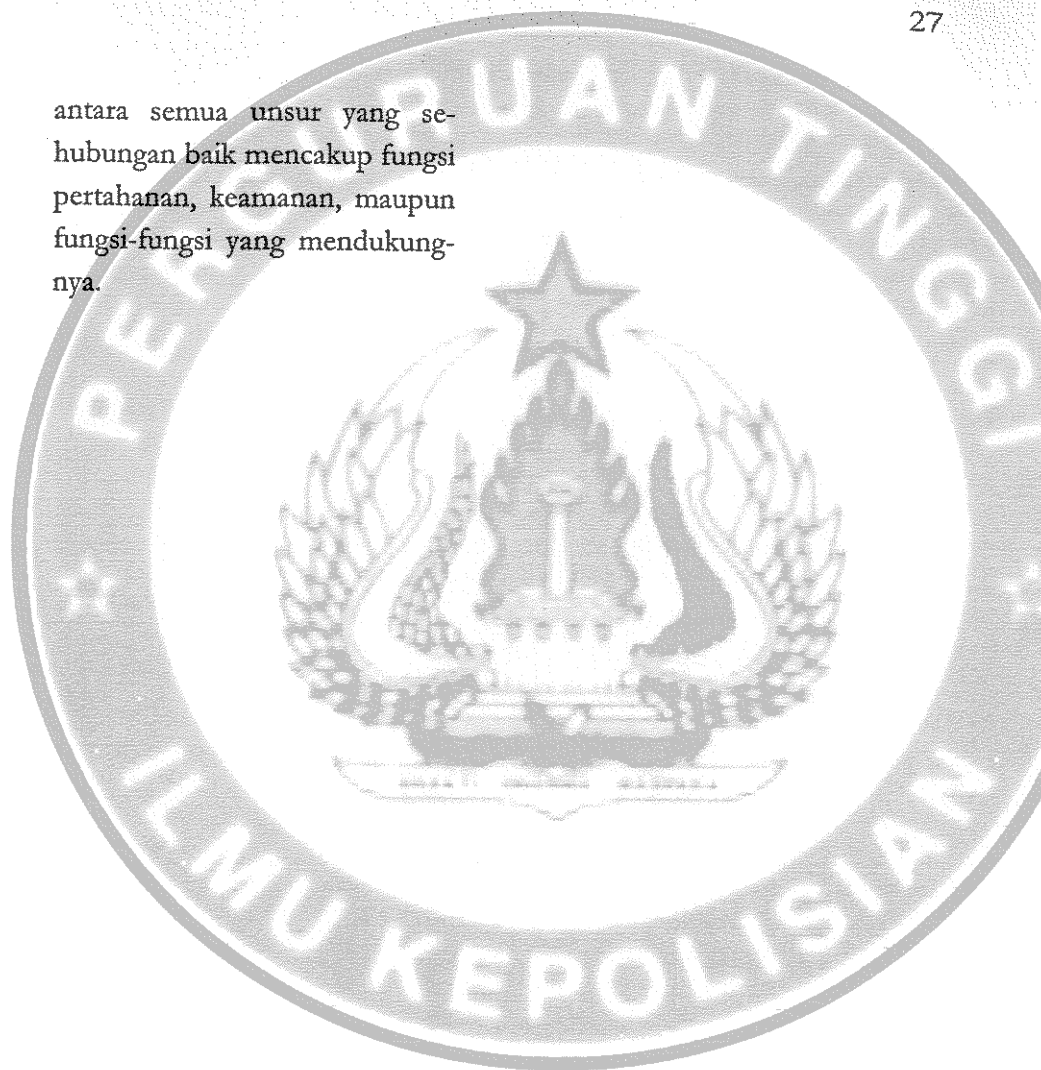 27
antara semua unsur yang se-
hubungan baik mencakup fungsi
pertahanan, keamanan, maupun
fungsi-fungsi yang mendukung-
nya.
PERGURUAN TINGGI
ILMU KEPOLISIAN